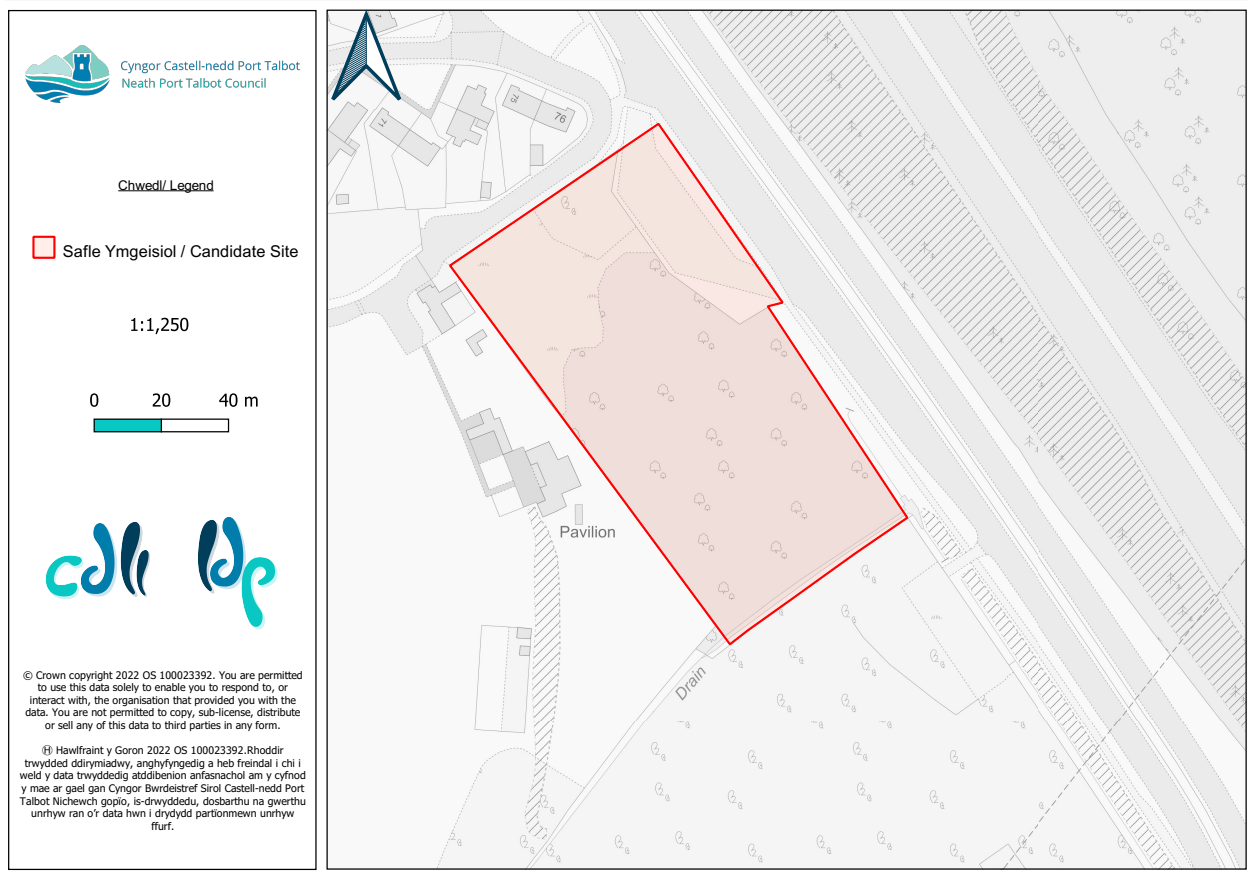 Cyngor Castell-nedd Port Talbot
Neath Port Talbot Council
Chwedl/ Legend
Safle Ymgeisiol / Candidate Site
1:1,250
0 20 40 m
cdll ldp
© Crown copyright 2022 OS 100023392. You are permitted
to use this data solely to enable you to respond to, or
interact with, the organisation that provided you with the
data. You are not permitted to copy, sub-license, distribute
or sell any of this data to third parties in any form.
Ⓗ Hawlfraint y Goron 2022 OS 100023392.Rhoddir
trwydded ddirymiadwy, anghyfyngedig a heb freindal i chi i
weld y data trwyddedig atddibenion anfasnachol am y cyfnod
y mae ar gael gan Cyngor Bwrdeistref Sirol Castell-nedd Port
Talbot Nichewch gopïo, is-drwyddedu, dosbarthu na gwerthu
unrhyw ran o'r data hwn i drydydd partïonmewn unrhyw
ffurf.
75
76
71
Pavilion
Drain